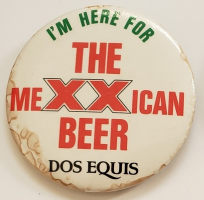 I'M HERE FOR
THE
MEXXICAN
BEER
DOS EQUIS